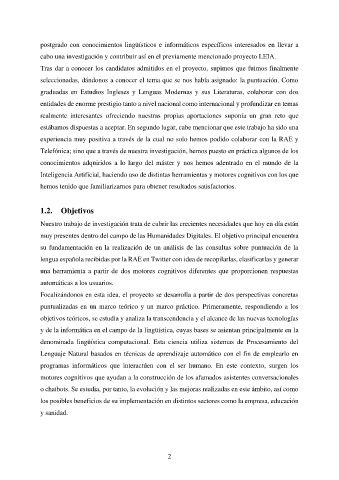 postgrado con conocimientos lingüísticos e informáticos específicos interesados en llevar a
cabo una investigación y contribuir así en el previamente mencionado proyecto LEIA.
Tras dar a conocer los candidatos admitidos en el proyecto, supimos que fuimos finalmente
seleccionadas, dándonos a conocer el tema que se nos había asignado: la puntuación. Como
graduadas en Estudios Ingleses y Lenguas Modernas y sus Literaturas, colaborar con dos
entidades de enorme prestigio tanto a nivel nacional como internacional y profundizar en temas
realmente interesantes ofreciendo nuestras propias aportaciones suponía un gran reto que
estábamos dispuestas a aceptar. En segundo lugar, cabe mencionar que este trabajo ha sido una
experiencia muy positiva a través de la cual no solo hemos podido colaborar con la RAE y
Telefónica; sino que a través de nuestra investigación, hemos puesto en práctica algunos de los
conocimientos adquiridos a lo largo del máster y nos hemos adentrado en el mundo de la
Inteligencia Artificial, haciendo uso de distintas herramientas y motores cognitivos con los que
hemos tenido que familiarizarnos para obtener resultados satisfactorios.
1.2. Objetivos
Nuestro trabajo de investigación trata de cubrir las crecientes necesidades que hoy en día están
muy presentes dentro del campo de las Humanidades Digitales. El objetivo principal encuentra
su fundamentación en la realización de un análisis de las consultas sobre puntuación de la
lengua española recibidas por la RAE en Twitter con idea de recopilarlas, clasificarlas y generar
una herramienta a partir de dos motores cognitivos diferentes que proporcionen respuestas
automáticas a los usuarios.
Focalizándonos en esta idea, el proyecto se desarrolla a partir de dos perspectivas concretas
puntualizadas en un marco teórico y un marco práctico. Primeramente, respondiendo a los
objetivos teóricos, se estudia y analiza la transcendencia y el alcance de las nuevas tecnologías
y de la informática en el campo de la lingüística, cuyas bases se asientan principalmente en la
denominada lingüística computacional. Esta ciencia utiliza sistemas de Procesamiento del
Lenguaje Natural basados en técnicas de aprendizaje automático con el fin de emplearlo en
programas informáticos que interactúen con el ser humano. En este contexto, surgen los
motores cognitivos que ayudan a la construcción de los afamados asistentes conversacionales
o chatbots. Se estudia, por tanto, la evolución y las mejoras realizadas en este ámbito, así como
los posibles beneficios de su implementación en distintos sectores como la empresa, educación
y sanidad.
2